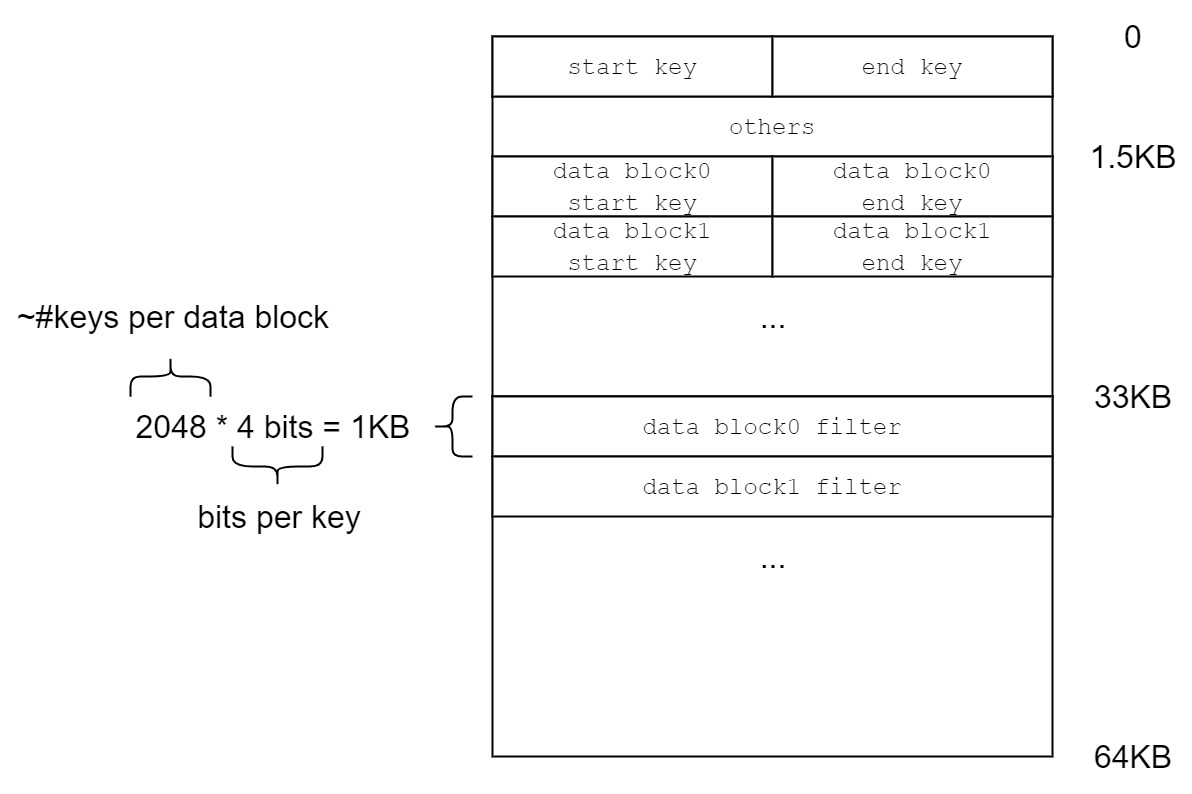 0
start key
end key
others
1.5KB
data block0
start key
data block0
end key
data block1
start key
data block1
end key
...
~#keys per data block
2048 * 4 bits = 1KB
bits per key
33KB
data block0 filter
data block1 filter
...
64KB